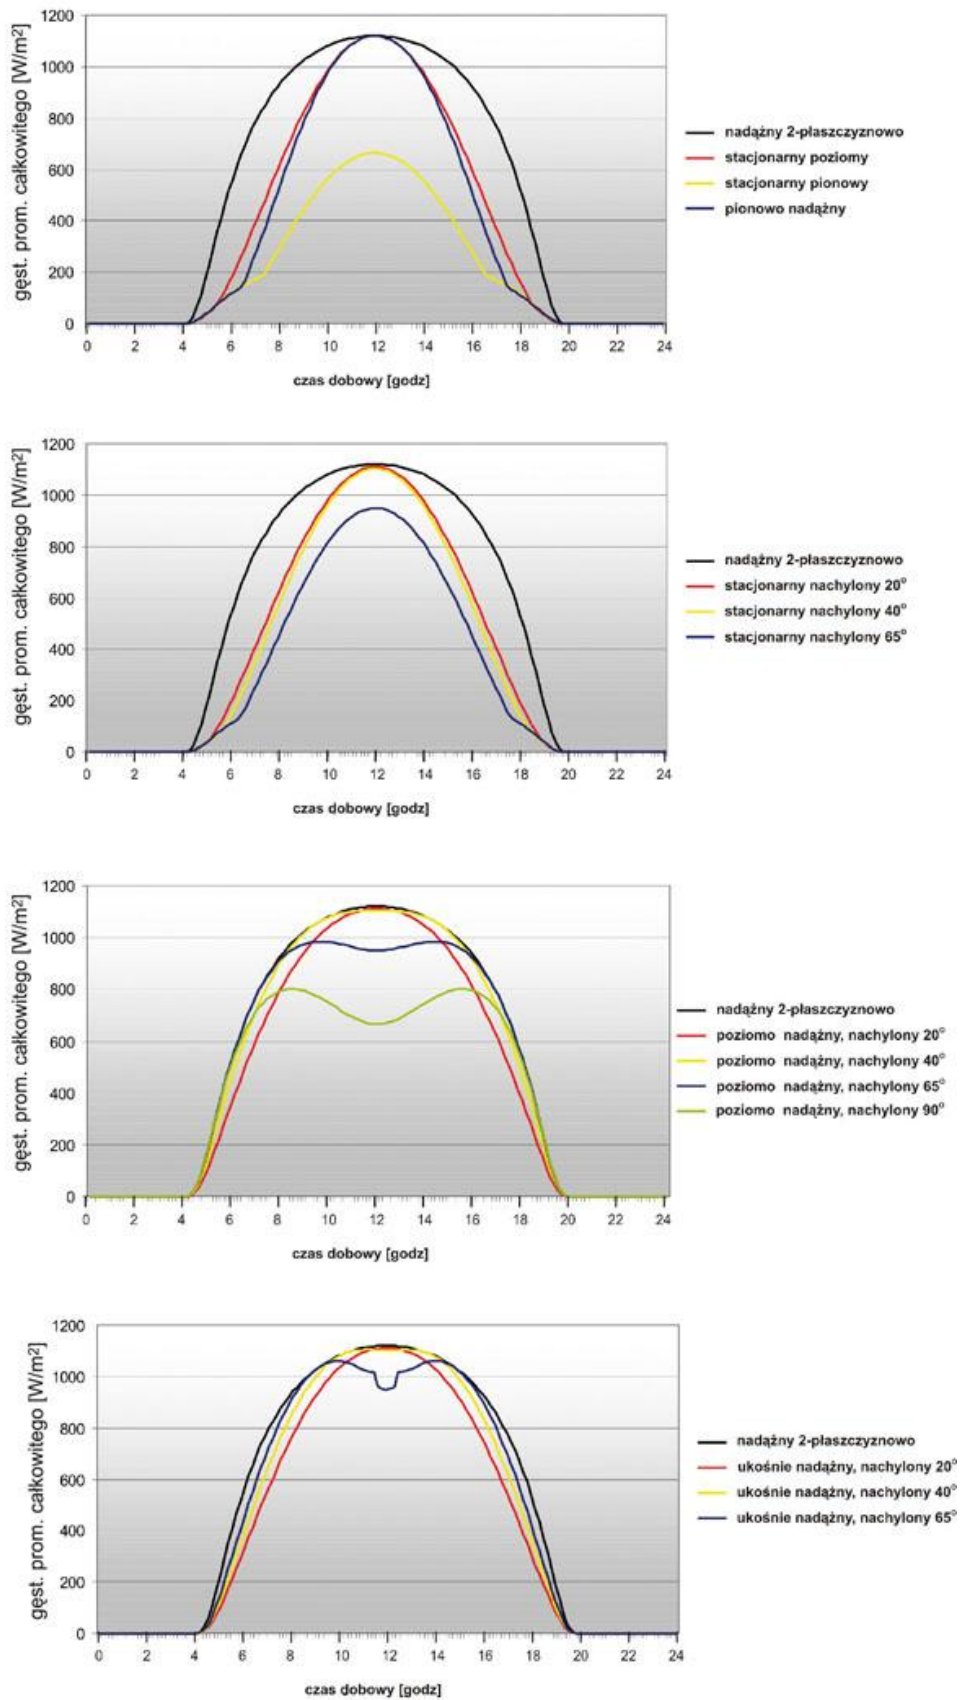 gęst. prom. całkowitego [W/m²]
1200
1000
800
600
400
200
0
0 2 4 6 8 10 12 14 16 18 20 22 24
czas dobowy [godz]
nadążny 2-płaszczyznowo
stacjonarny poziomy
stacjonarny pionowy
pionowo nadążny
gęst. prom. całkowitego [W/m²]
1200
1000
800
600
400
200
0
0 2 4 6 8 10 12 14 16 18 20 22 24
czas dobowy [godz]
nadążny 2-płaszczyznowo
stacjonarny nachylony 20°
stacjonarny nachylony 40°
stacjonarny nachylony 65°
gęst. prom. całkowitego [W/m²]
1200
1000
800
600
400
200
0
0 2 4 6 8 10 12 14 16 18 20 22 24
czas dobowy [godz]
nadążny 2-płaszczyznowo
poziomo nadążny, nachylony 20°
poziomo nadążny, nachylony 40°
poziomo nadążny, nachylony 65°
poziomo nadążny, nachylony 90°
gęst. prom. całkowitego [W/m²]
1200
1000
800
600
400
200
0
0 2 4 6 8 10 12 14 16 18 20 22 24
czas dobowy [godz]
nadążny 2-płaszczyznowo
ukośnie nadążny, nachylony 20°
ukośnie nadążny, nachylony 40°
ukośnie nadążny, nachylony 65°